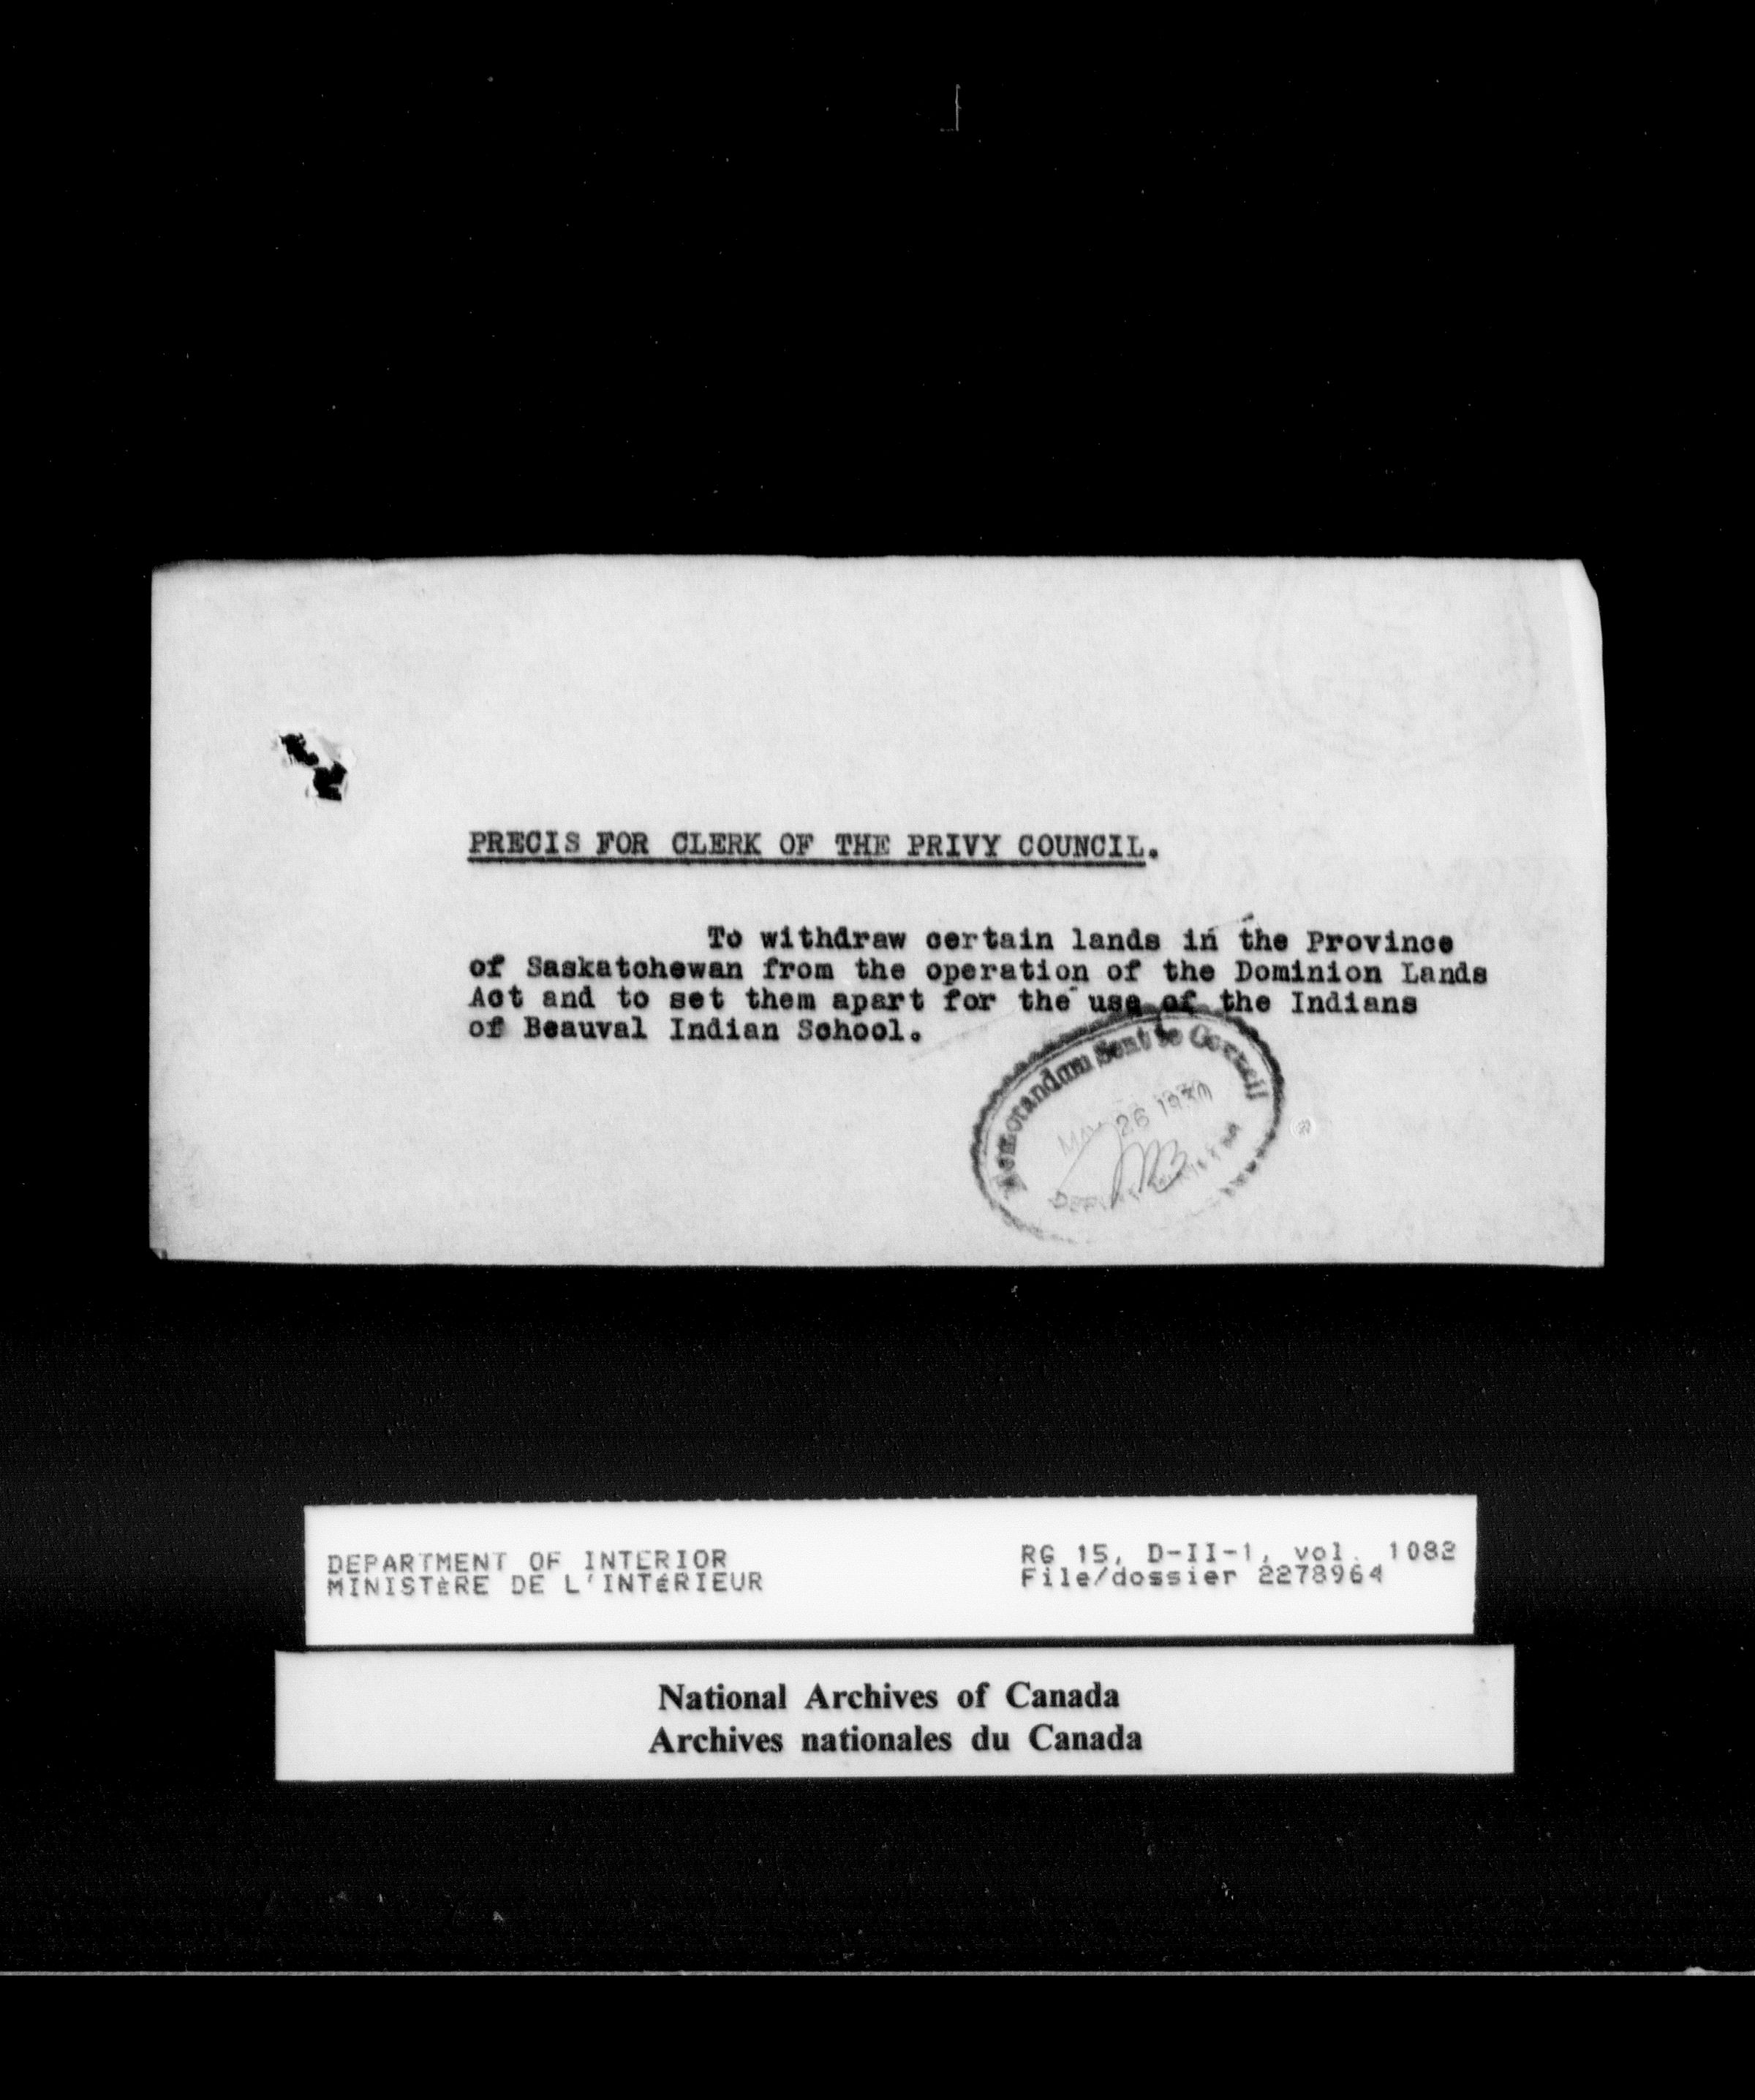 PRECIS FOR CLERK OF THE PRIVY COUNCIL.
To withdraw certain lands in the Province
of Saskatchewan from the operation of the Dominion Lands
Act and to set them apart for the use of the Indians
of Beauval Indian School.
Memorandum Sent to Council
May 26 1930
DEPARTMENT OF INTERIOR
MINISTÈRE DE L'INTÉRIEUR
RG 15, D-II-1, vol. 1082
File/dossier 2278964
National Archives of Canada
Archives nationales du Canada